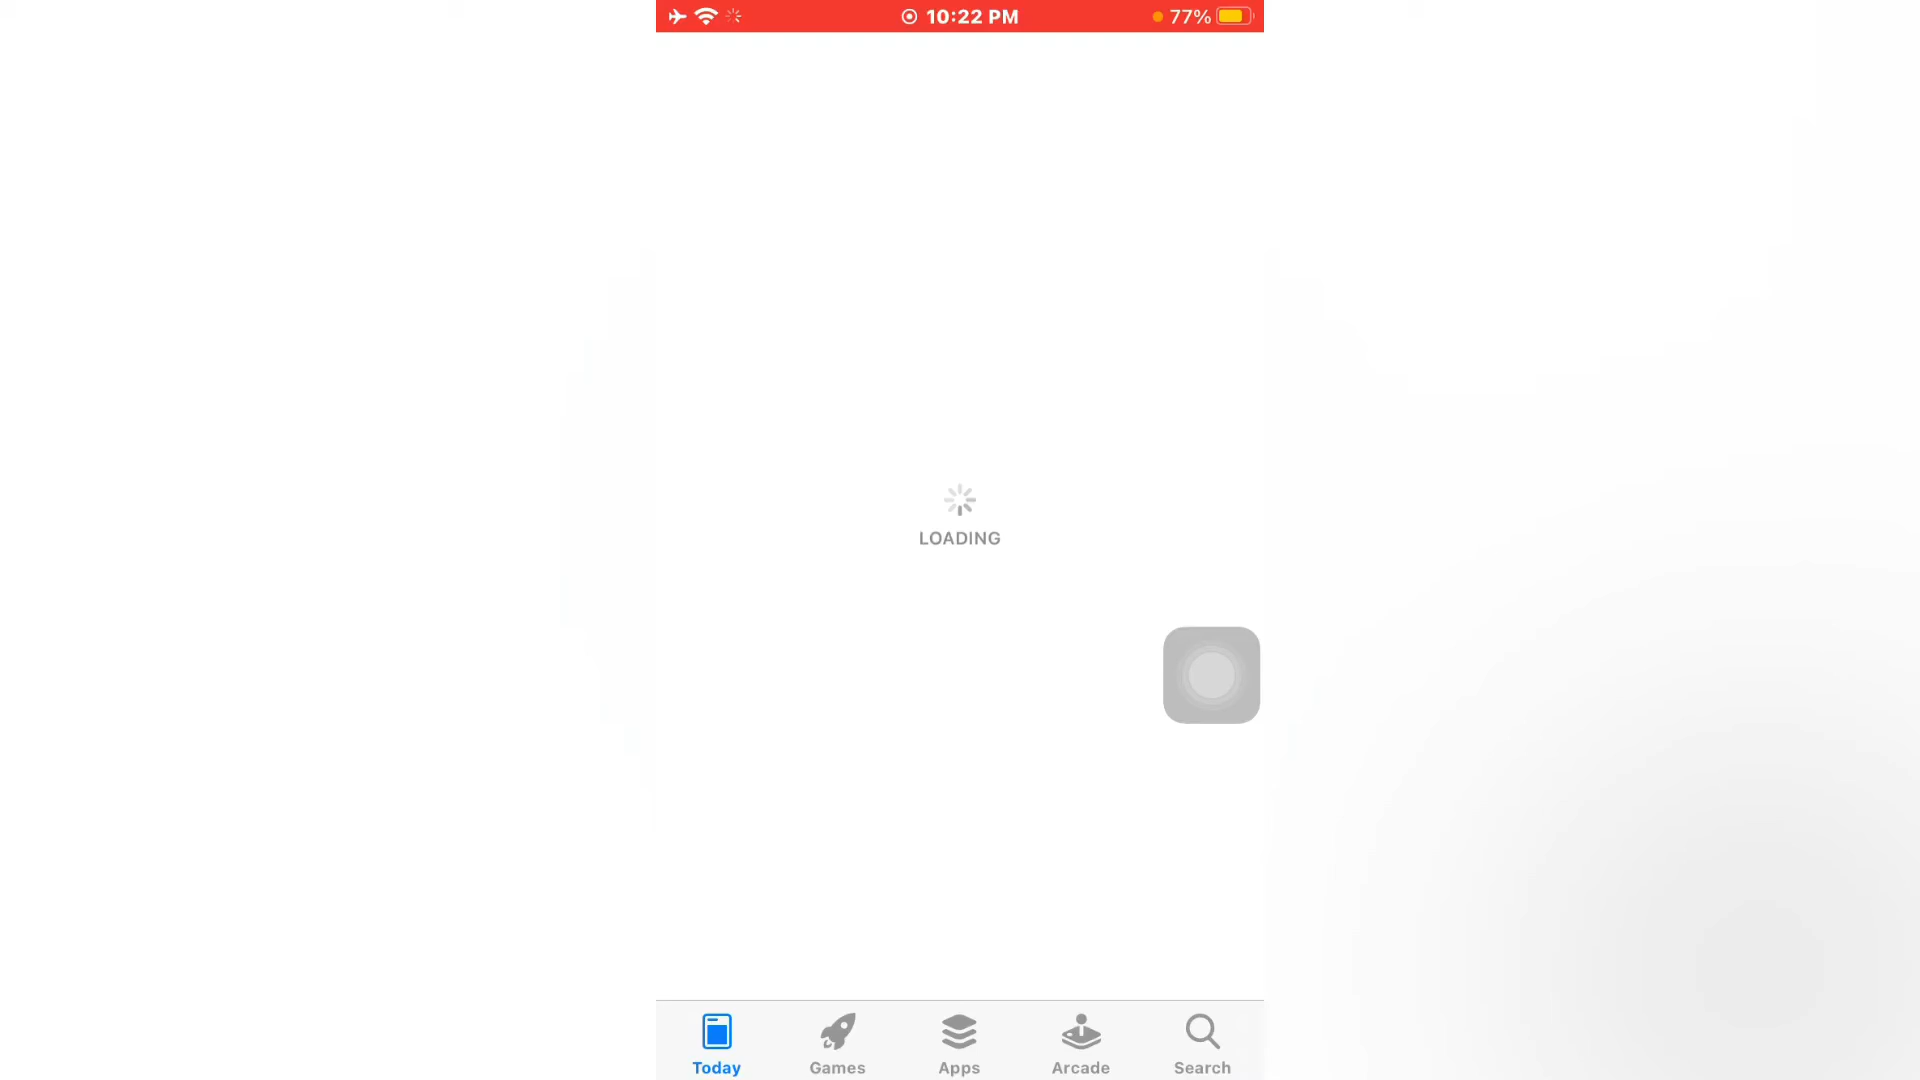 10:22 PM
77%
LOADING
Today
Games
Apps
Arcade
Search